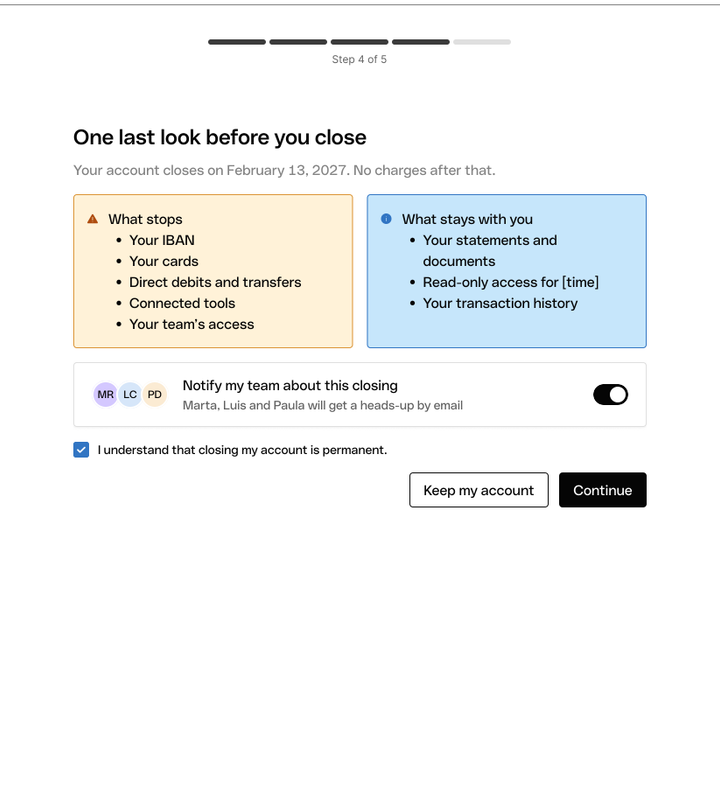 Step 4 of 5
One last look before you close
Your account closes on February 13, 2027. No charges after that.
What stops
• Your IBAN
• Your cards
• Direct debits and transfers
• Connected tools
• Your team's access
What stays with you
• Your statements and
documents
• Read-only access for [time]
• Your transaction history
MR LC PD
Notify my team about this closing
Marta, Luis and Paula will get a heads-up by email
I understand that closing my account is permanent.
Keep my account
Continue